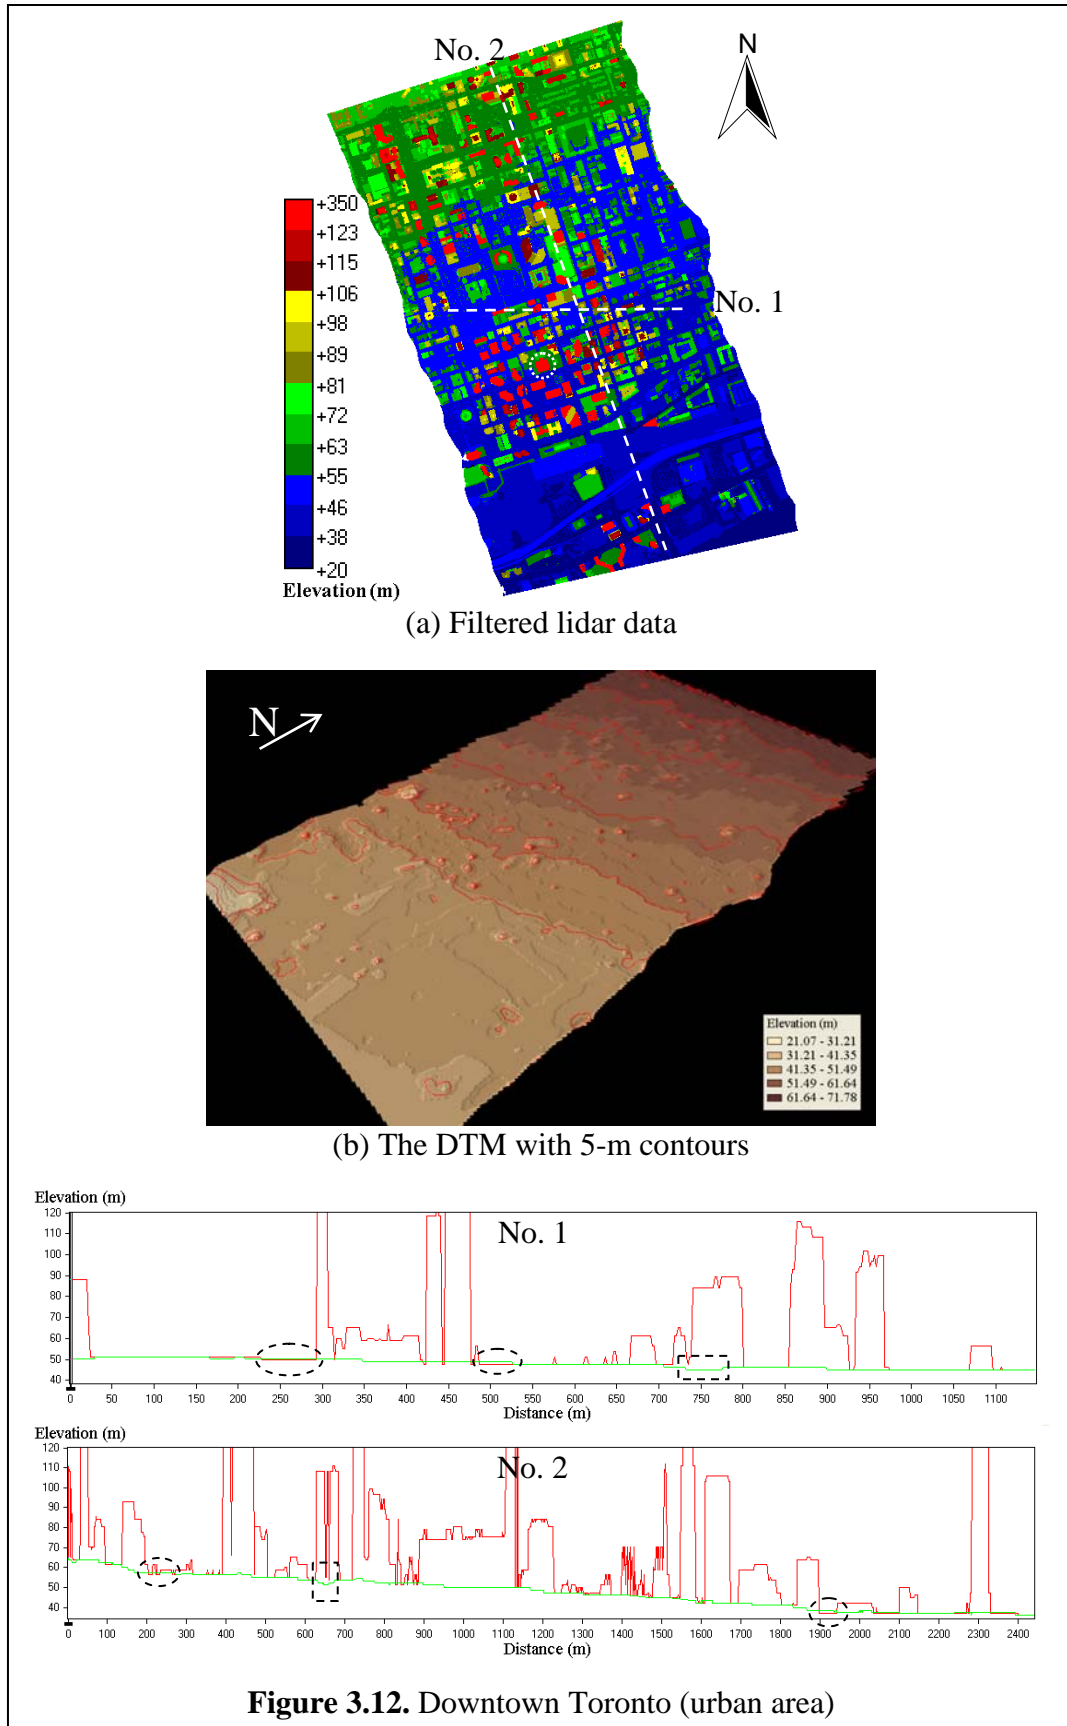 No. 2
N
No. 1
+350
+123
+115
+106
+98
+89
+81
+72
+63
+55
+46
+38
+20
Elevation (m)
(a) Filtered lidar data
N
Elevation (m)
21.07 - 31.21
31.21 - 41.35
41.35 - 51.49
51.49 - 61.64
61.64 - 71.78
(b) The DTM with 5-m contours
Elevation (m)
No. 1
120
110
100
90
80
70
60
50
40
0 50 100 150 200 250 300 350 400 450 500 550 600 650 700 750 800 850 900 950 1000 1050 1100
Distance (m)
Elevation (m)
No. 2
120
110
100
90
80
70
60
50
40
0 100 200 300 400 500 600 700 800 900 1000 1100 1200 1300 1400 1500 1600 1700 1800 1900 2000 2100 2200 2300 2400
Distance (m)
Figure 3.12. Downtown Toronto (urban area)